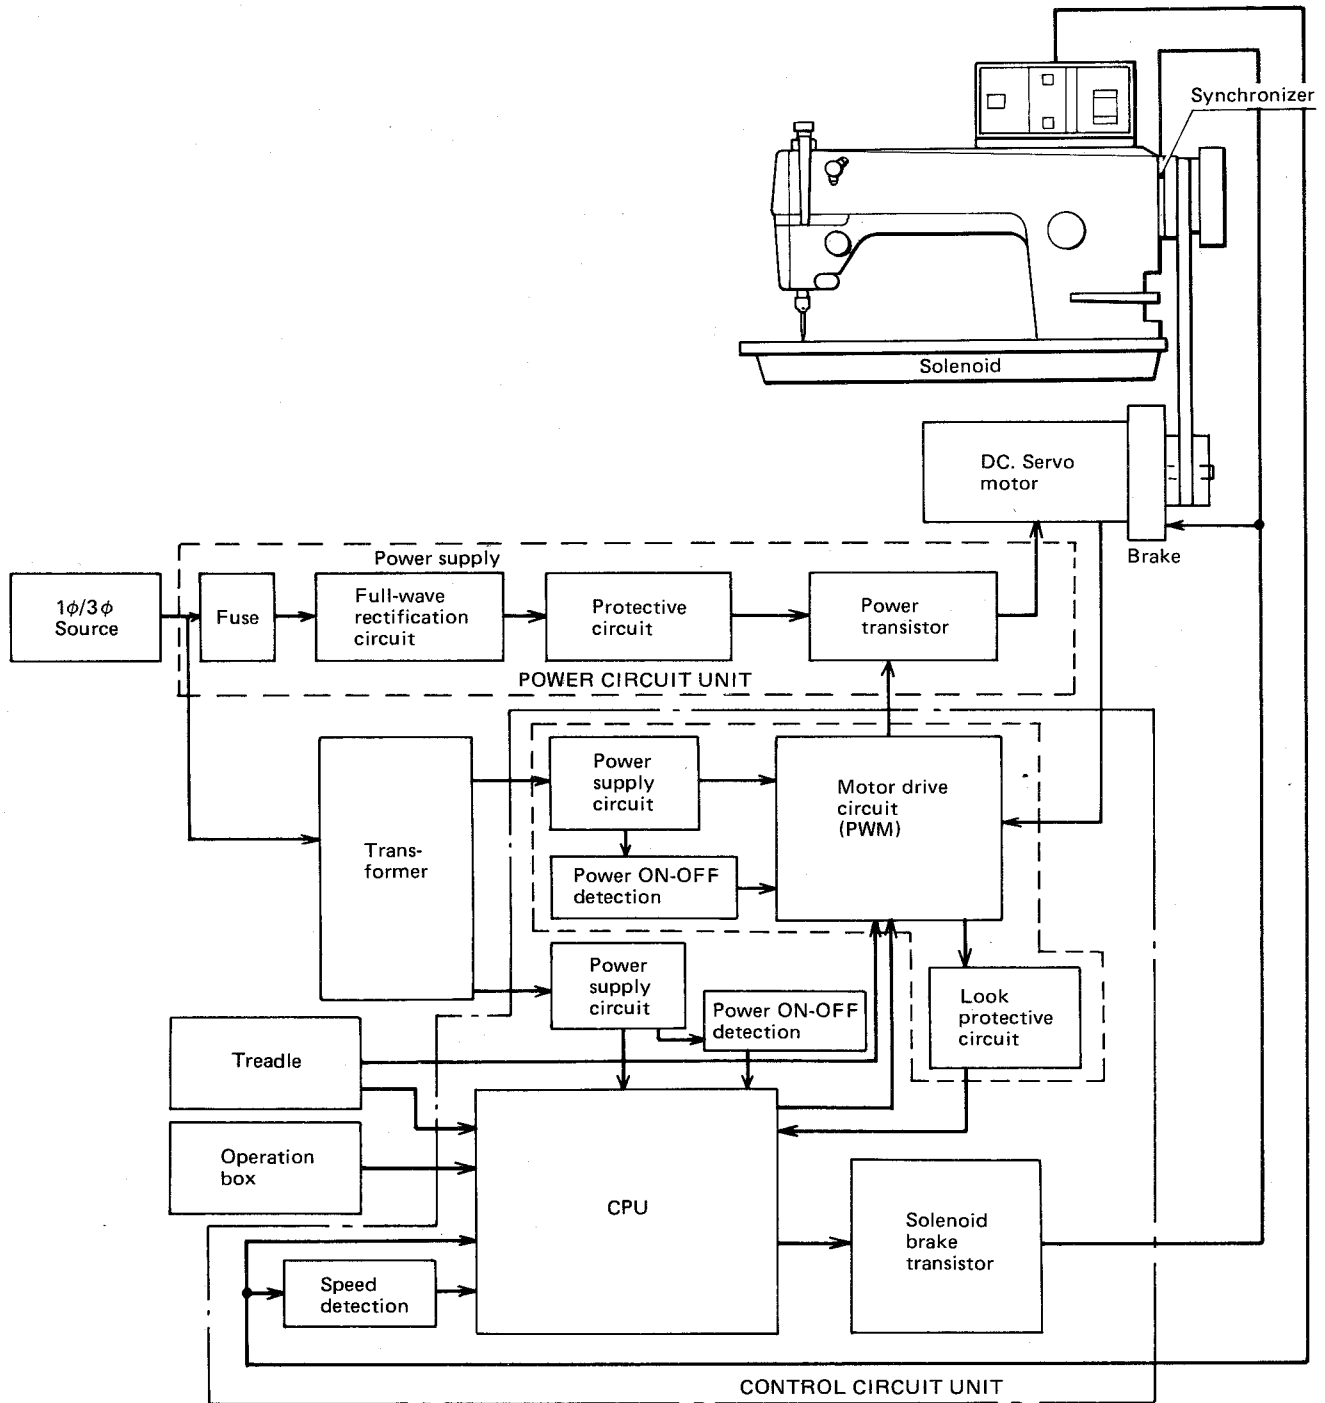 Synchronizer
Solenoid
DC. Servo
motor
Brake
Power supply
1φ/3φ
Source
Fuse
Full-wave
rectification
circuit
Protective
circuit
Power
transistor
POWER CIRCUIT UNIT
Trans-
former
Power
supply
circuit
Motor drive
circuit
(PWM)
Power ON-OFF
detection
Power
supply
circuit
Power ON-OFF
detection
Look
protective
circuit
Treadle
Operation
box
CPU
Solenoid
brake
transistor
Speed
detection
CONTROL CIRCUIT UNIT